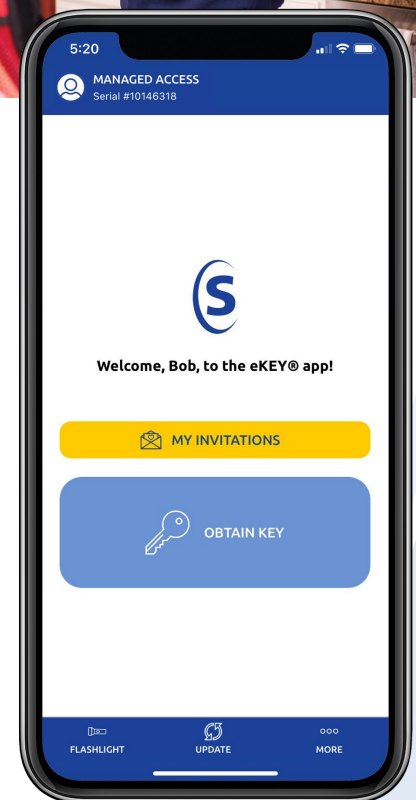 5:20
MANAGED ACCESS
Serial #10146318
S
Welcome, Bob, to the eKEY® app!
MY INVITATIONS
OBTAIN KEY
FLASHLIGHT
UPDATE
MORE